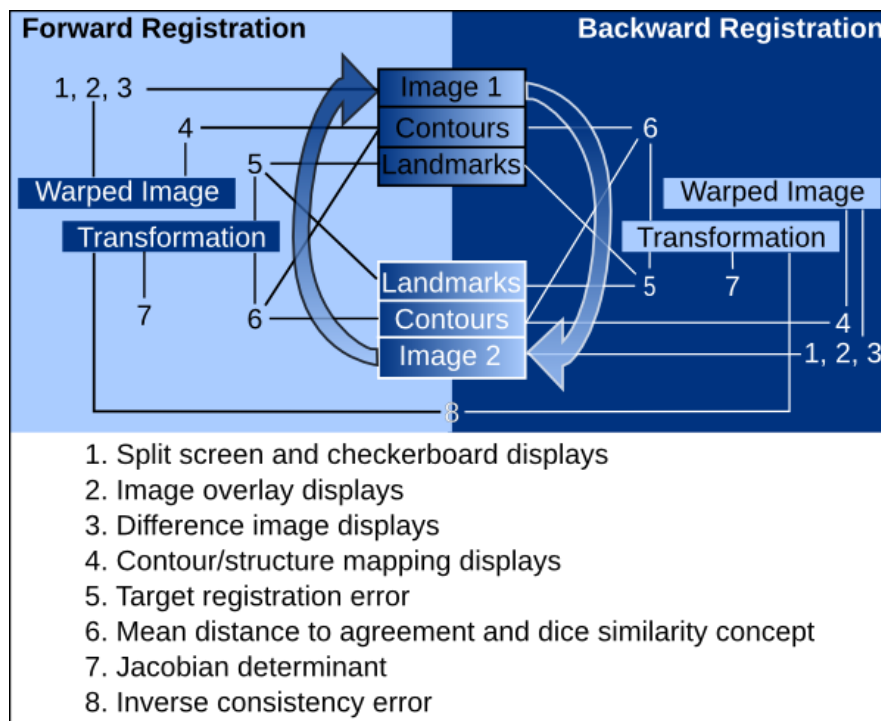 Forward Registration
Backward Registration
1, 2, 3
Image 1
4
Contours
6
5
Landmarks
Warped Image
Warped Image
Transformation
Transformation
Landmarks
5
7
7
6
Contours
4
Image 2
1, 2, 3
8
1. Split screen and checkerboard displays
2. Image overlay displays
3. Difference image displays
4. Contour/structure mapping displays
5. Target registration error
6. Mean distance to agreement and dice similarity concept
7. Jacobian determinant
8. Inverse consistency error